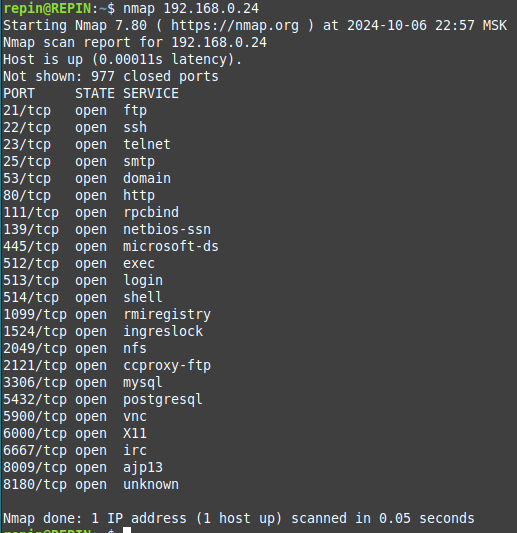 repin@REPIN:~$ nmap 192.168.0.24
Starting Nmap 7.80 ( https://nmap.org ) at 2024-10-06 22:57 MSK
Nmap scan report for 192.168.0.24
Host is up (0.00011s latency).
Not shown: 977 closed ports
PORT     STATE SERVICE
21/tcp   open  ftp
22/tcp   open  ssh
23/tcp   open  telnet
25/tcp   open  smtp
53/tcp   open  domain
80/tcp   open  http
111/tcp  open  rpcbind
139/tcp  open  netbios-ssn
445/tcp  open  microsoft-ds
512/tcp  open  exec
513/tcp  open  login
514/tcp  open  shell
1099/tcp open  rmiregistry
1524/tcp open  ingreslock
2049/tcp open  nfs
2121/tcp open  ccproxy-ftp
3306/tcp open  mysql
5432/tcp open  postgresql
5900/tcp open  vnc
6000/tcp open  X11
6667/tcp open  irc
8009/tcp open  ajp13
8180/tcp open  unknown

Nmap done: 1 IP address (1 host up) scanned in 0.05 seconds
repin@REPIN:~$